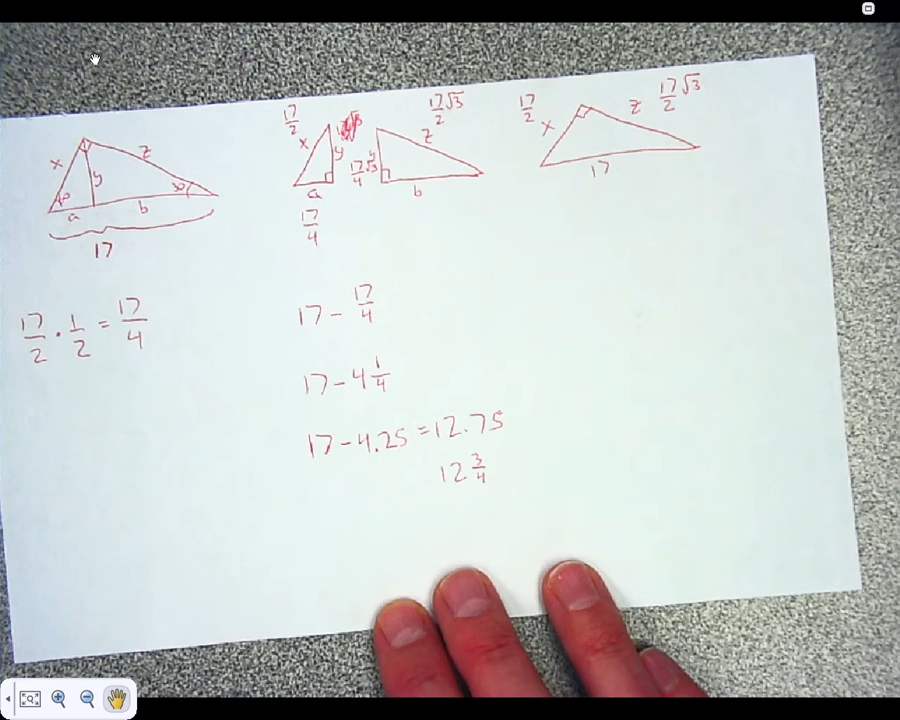 x z y 60 30 a b
17
17/2 x y a 17/4
17/2 √3 z y 17/4 √3 b
17/2 x z 17/2 √3 17
17/2 · 1/2 = 17/4
17 - 17/4
17 - 4 1/4
17 - 4.25 = 12.75
12 3/4